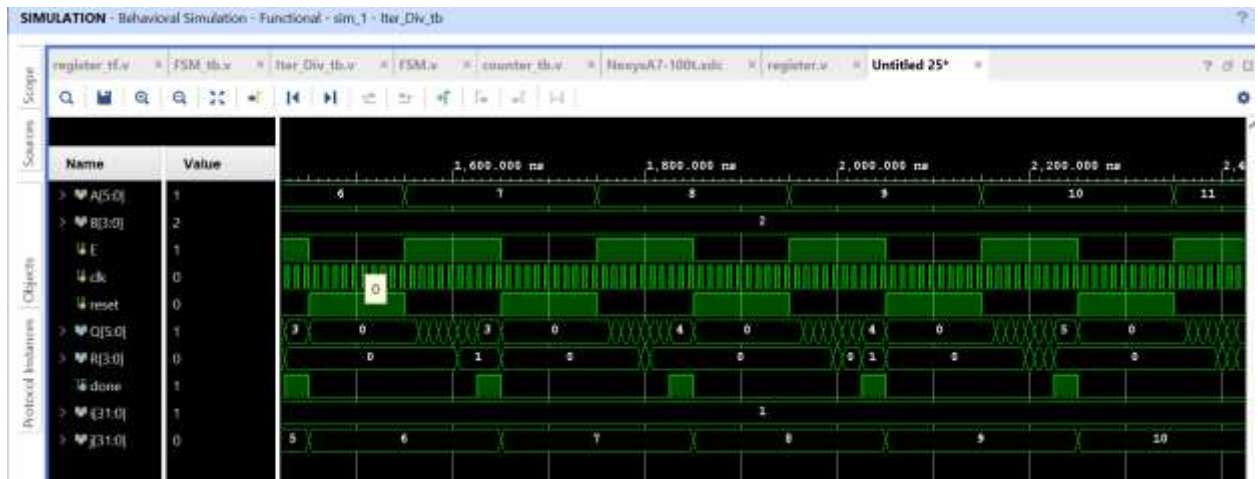 SIMULATION - Behavioral Simulation - Functional - sim_1 - Iter_Div_tb
?
register_tf.v × FSM_tb.v × Iter_Div_tb.v × FSM.v × counter_tb.v × NexysA7-100t.xdc × register.v × Untitled 25* ×
Scope
Sources
Objects
Protocol Instances
Name Value 1,600.000 ns 1,800.000 ns 2,000.000 ns 2,200.000 ns 2,4
A[5:0] 1 6 7 8 9 10 11
B[3:0] 2 2
E 1
clk 0
0
reset 0
Q[5:0] 1 3 0 3 0 4 0 4 0 5 0
R[3:0] 0 0 1 0 0 0 1 0 0
done 1
i[31:0] 1 1
j[31:0] 0 5 6 7 8 9 10